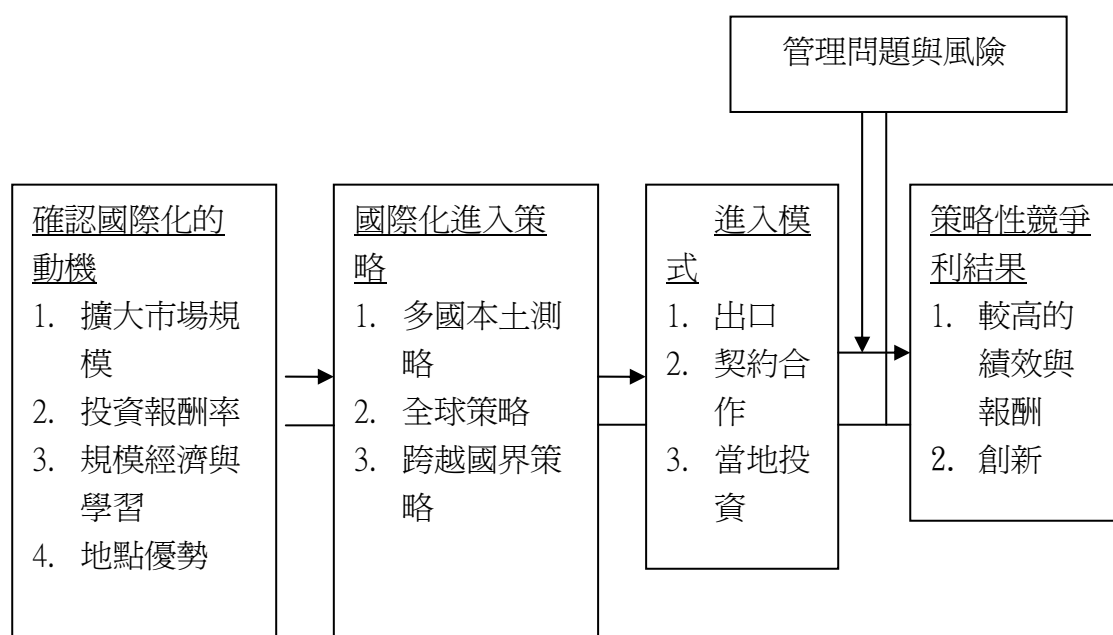 管理問題與風險
確認國際化的
動機
1. 擴大市場規
模
2. 投資報酬率
3. 規模經濟與
學習
4. 地點優勢
國際化進入策
略
1. 多國本土測
略
2. 全球策略
3. 跨越國界策
略
進入模
式
1. 出口
2. 契約合
作
3. 當地投
資
策略性競爭
利結果
1. 較高的
績效與
報酬
2. 創新